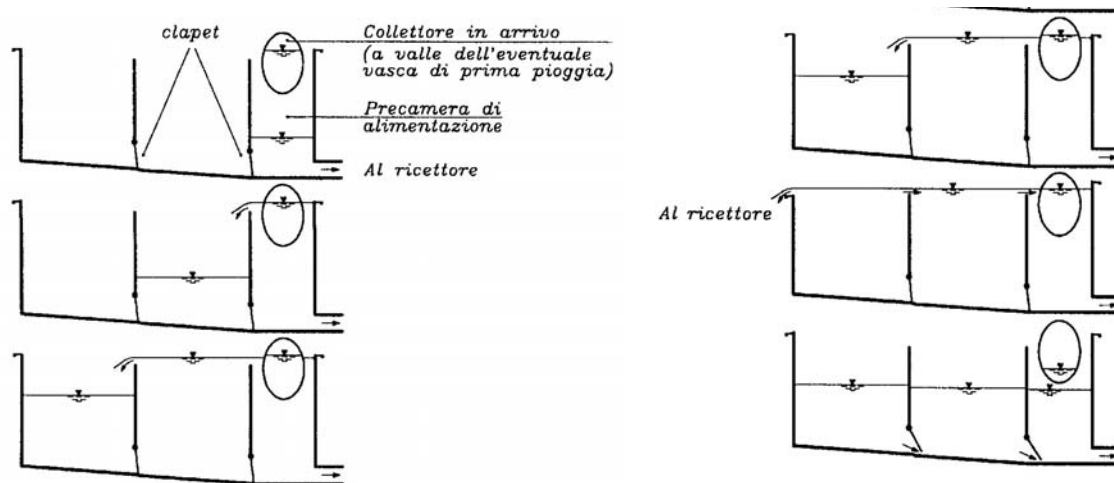 clapet
Collettore in arrivo
(a valle dell'eventuale
vasca di prima pioggia)
Precamera di
alimentazione
Al ricettore
Al ricettore